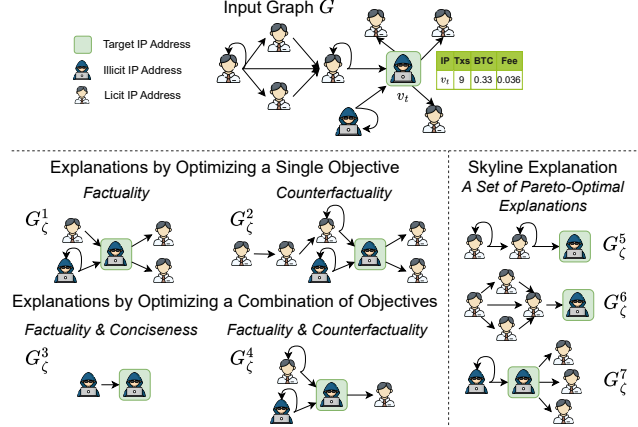 Input Graph G
Target IP Address
Illicit IP Address
Licit IP Address
v_t
IP Txs BTC Fee
v_t 9 0.33 0.036
Explanations by Optimizing a Single Objective
Factuality
Counterfactuality
G_ζ^1
G_ζ^2
Explanations by Optimizing a Combination of Objectives
Factuality & Conciseness
Factuality & Counterfactuality
G_ζ^3
G_ζ^4
Skyline Explanation
A Set of Pareto-Optimal
Explanations
G_ζ^5
G_ζ^6
G_ζ^7